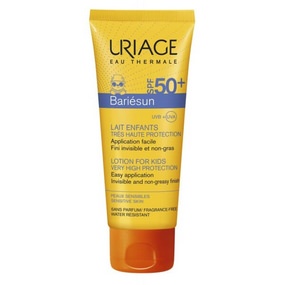 URIAGE
EAU THERMALE
SPF 50+
UVB + UVA
Bariésun
LAIT ENFANTS
TRÈS HAUTE PROTECTION
Application facile
Fini invisible et non-gras
LOTION FOR KIDS
VERY HIGH PROTECTION
Easy application
Invisible and non-greasy finish
PEAUX SENSIBLES
SENSITIVE SKIN
SANS PARFUM/FRAGRANCE FREE
WATER RESISTANT